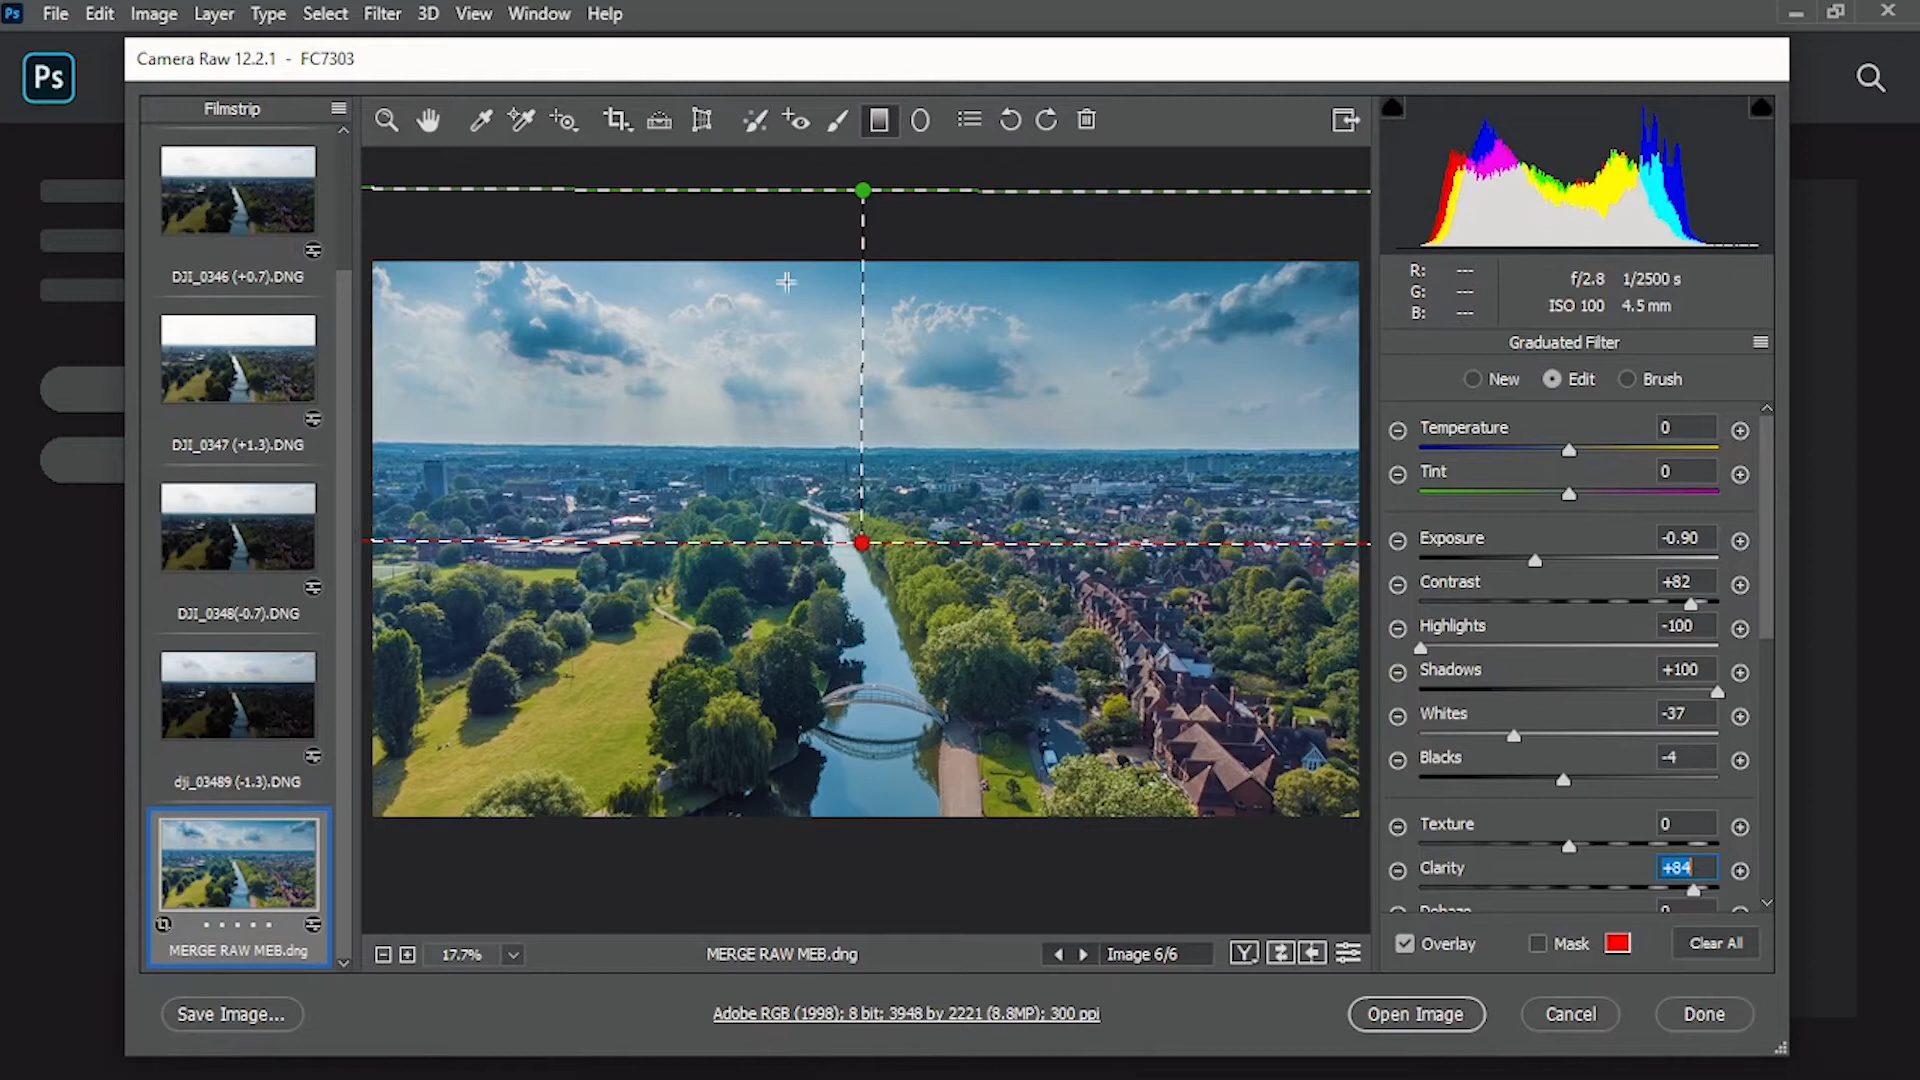 Ps File Edit Image Layer Type Select Filter 3D View Window Help
Ps
Camera Raw 12.2.1 - FC7303
Filmstrip
DJI_0346 (+0.7).DNG
DJI_0347 (+1.3).DNG
DJI_0348(-0.7).DNG
dji_03489 (-1.3).DNG
MERGE RAW MEB.dng
17.7%
MERGE RAW MEB.dng
Image 6/6
Y
R: ---
G: ---
B: ---
f/2.8 1/2500 s
ISO 100 4.5 mm
Graduated Filter
New Edit Brush
Temperature 0
Tint 0
Exposure -0.90
Contrast +82
Highlights -100
Shadows +100
Whites -37
Blacks -4
Texture 0
Clarity +84
Dehaze 0
Overlay Mask Clear All
Save Image...
Adobe RGB (1998); 8 bit; 3948 by 2221 (8.8MP); 300 ppi
Open Image Cancel Done